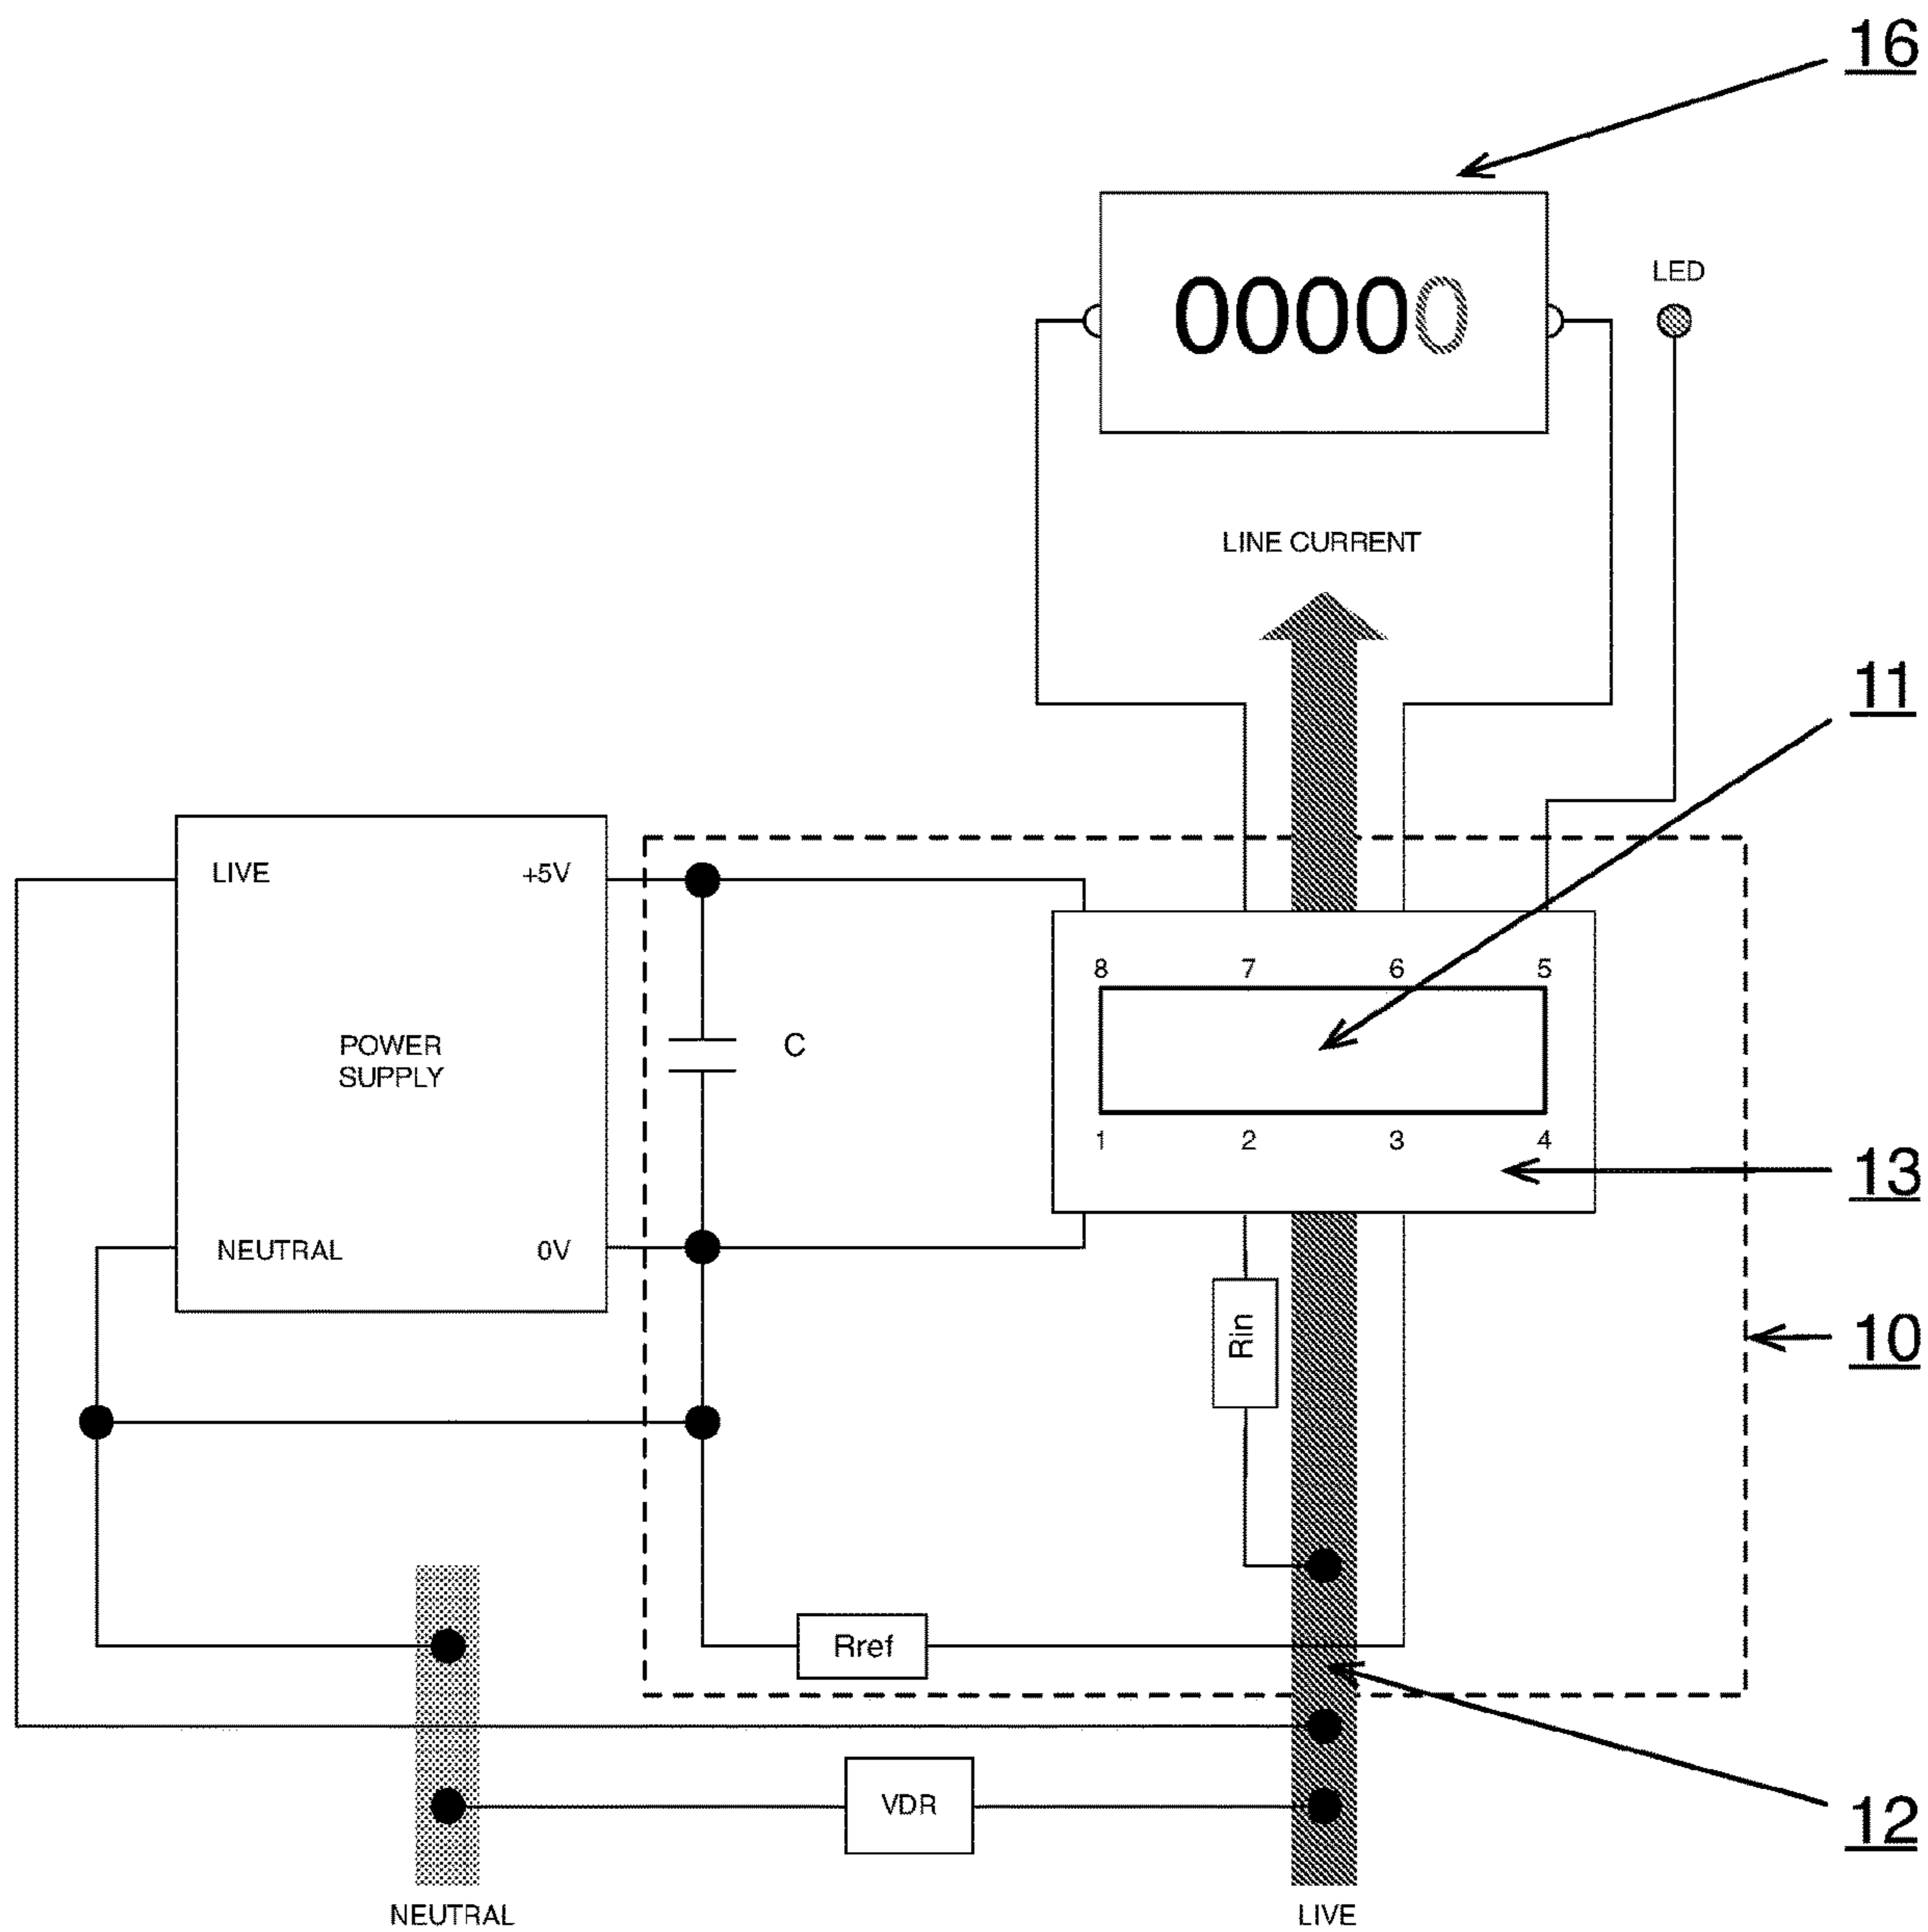 16
LED
00000
LINE CURRENT
11
LIVE +5V
8 7 6 5
POWER
SUPPLY
C
1 2 3 4
13
NEUTRAL 0V
Rin
10
Rref
VDR
12
NEUTRAL LIVE